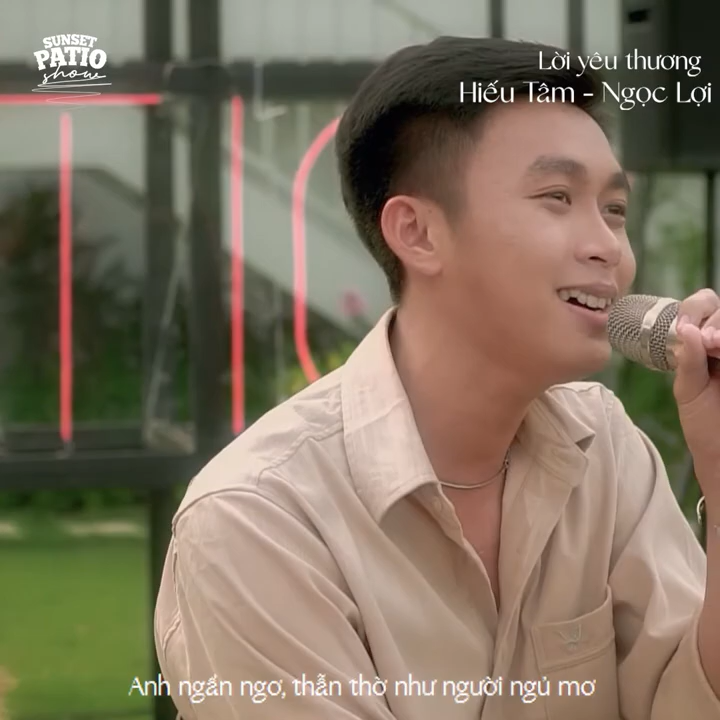 SUNSET
PATIO
show
Lời yêu thương
Hiếu Tâm - Ngọc Lợi
Anh ngẩn ngơ, thẫn thờ như người ngủ mơ